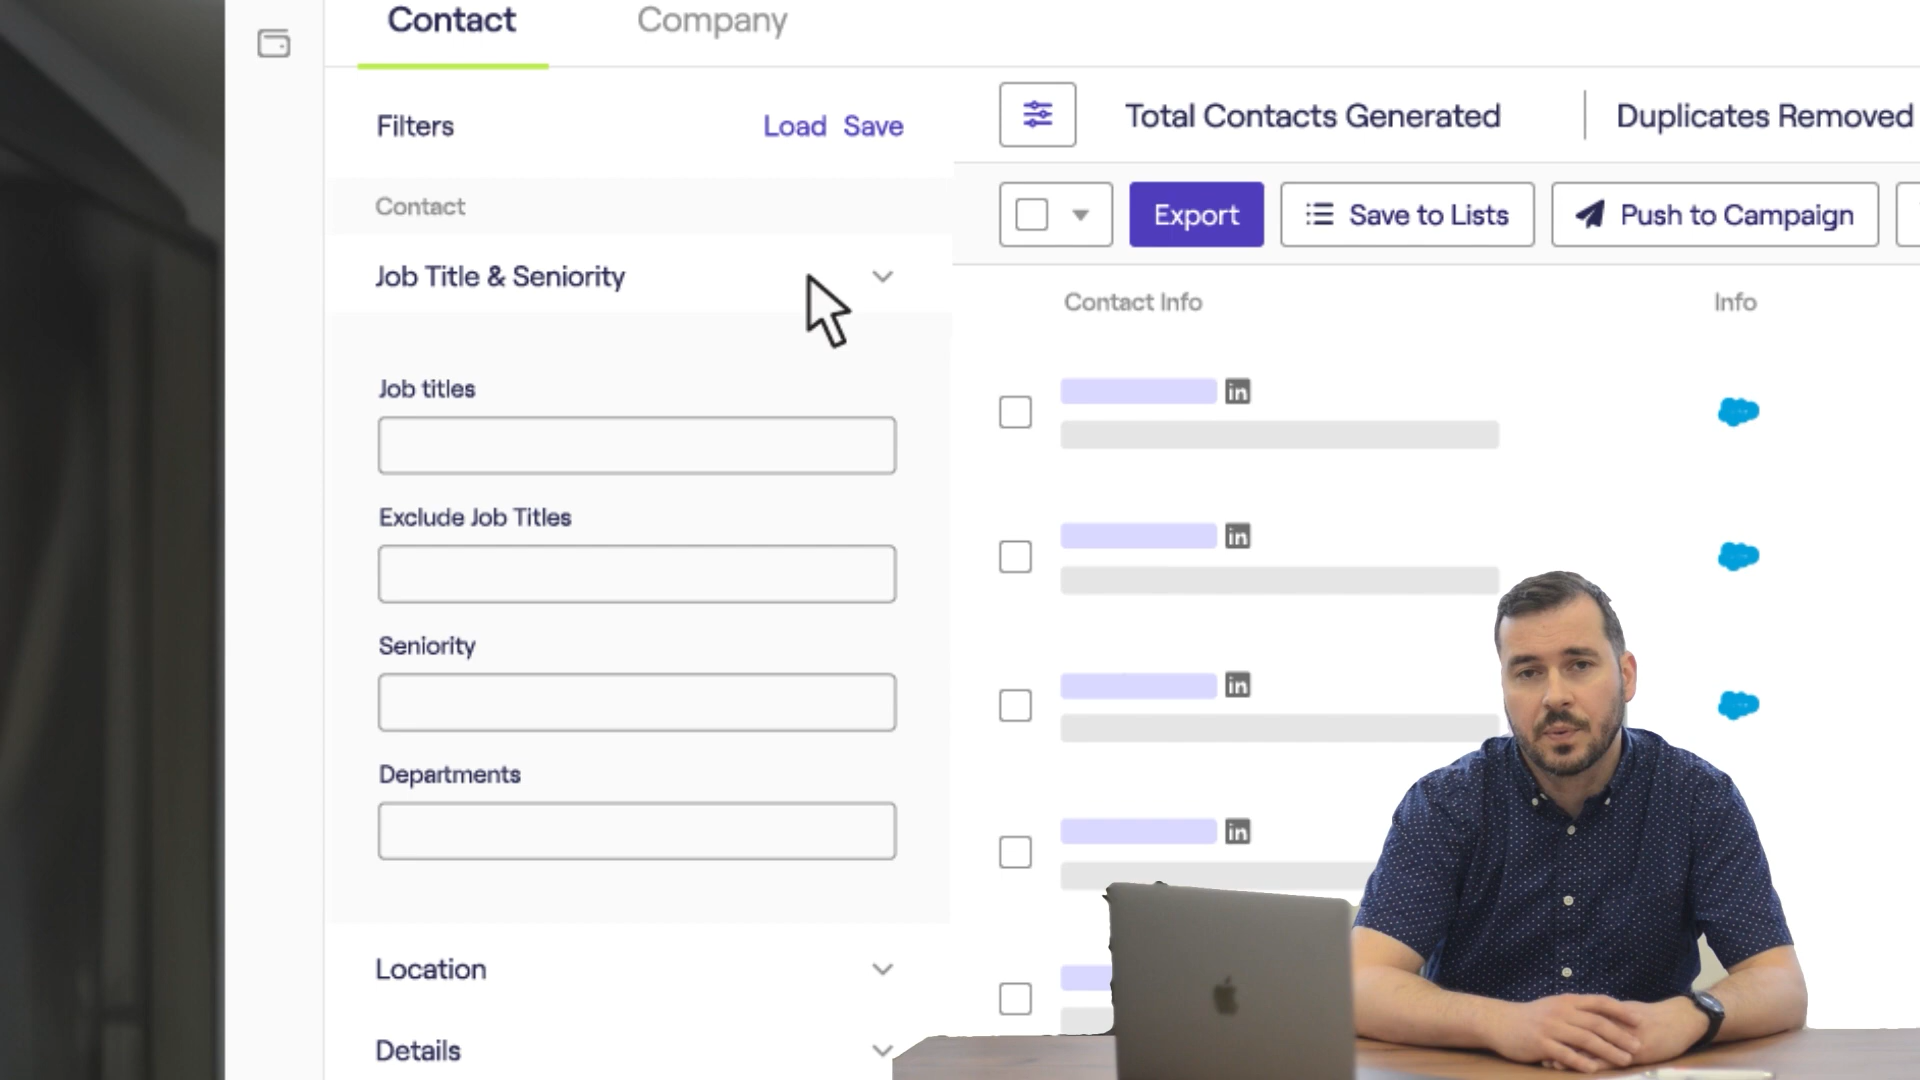 Contact
Company
Filters
Load
Save
Total Contacts Generated
Duplicates Removed
Contact
Export
Save to Lists
Push to Campaign
Job Title & Seniority
Contact Info
Info
Job titles
in
Exclude Job Titles
in
Seniority
in
Departments
in
Location
Details